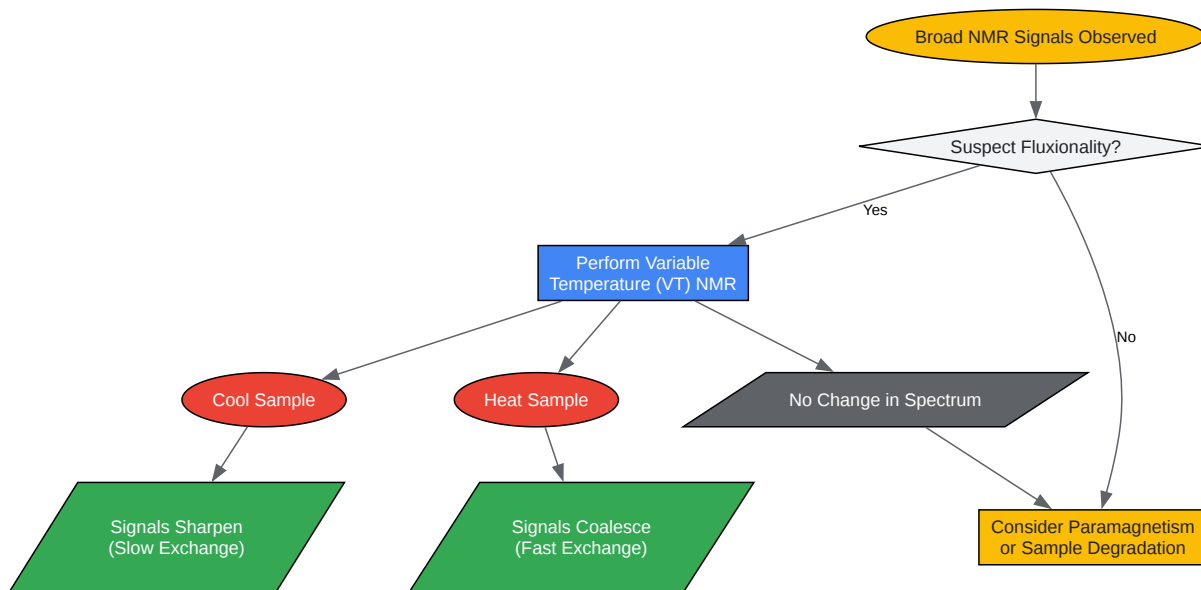 Broad NMR Signals Observed
Suspect Fluxionality?
Yes
Perform Variable
Temperature (VT) NMR
No
Cool Sample
Heat Sample
No Change in Spectrum
Signals Sharpen
(Slow Exchange)
Signals Coalesce
(Fast Exchange)
Consider Paramagnetism
or Sample Degradation